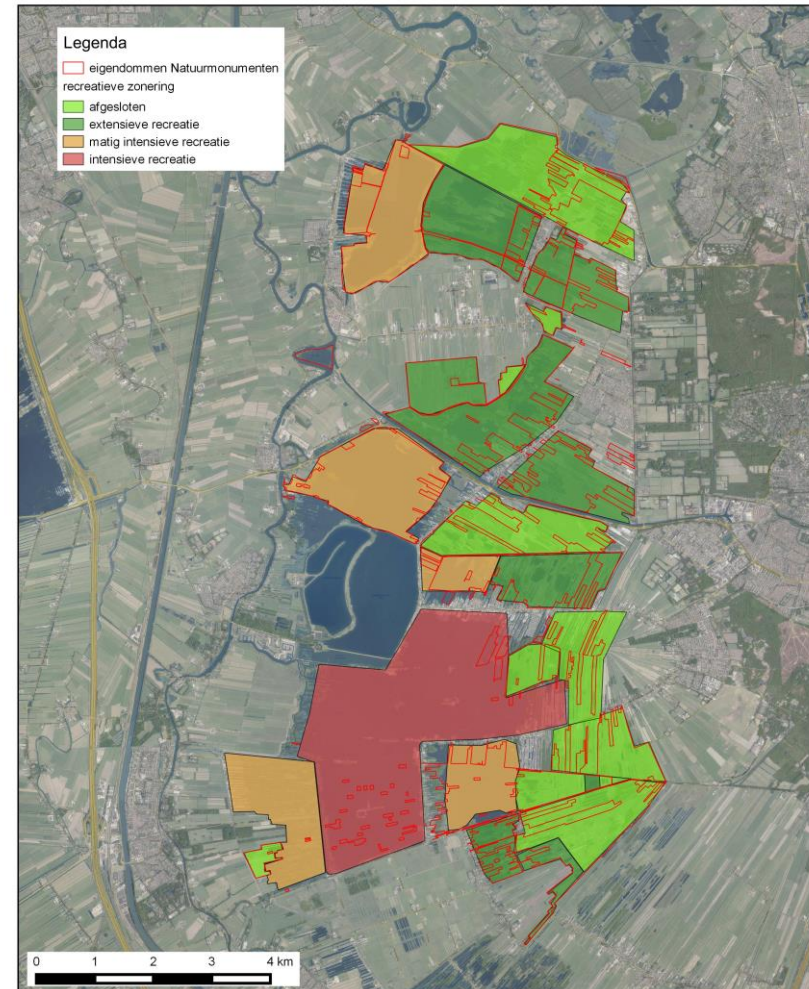 Legenda
eigendommen Natuurmonumenten
recreatieve zonering
afgesloten
extensieve recreatie
matig intensieve recreatie
intensieve recreatie
0 1 2 3 4 km